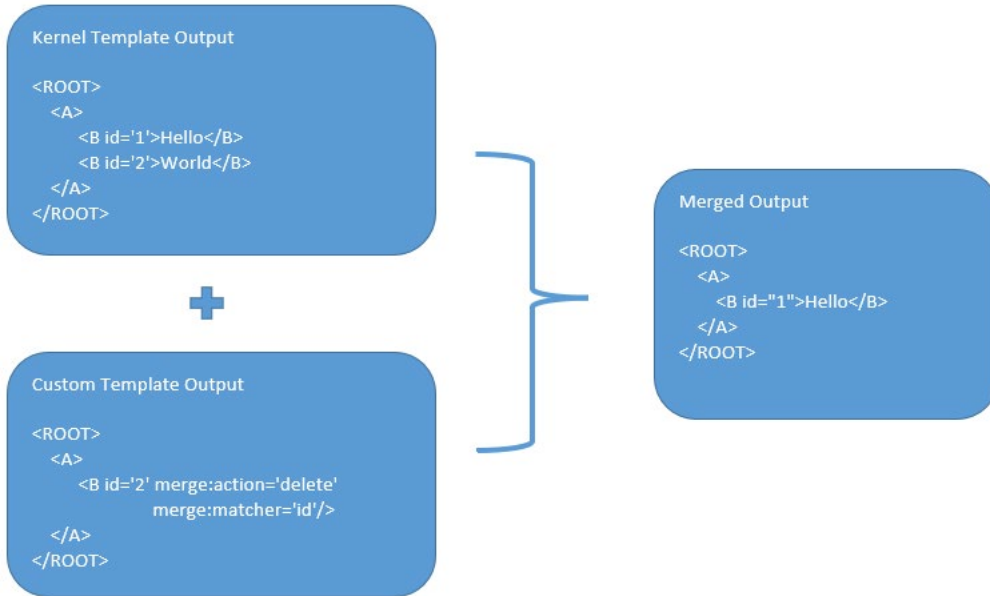 Kernel Template Output
<ROOT>
<A>
<B id='1'>Hello</B>
<B id='2'>World</B>
</A>
</ROOT>
Custom Template Output
<ROOT>
<A>
<B id='2' merge:action='delete'
merge:matcher='id'/>
</A>
</ROOT>
Merged Output
<ROOT>
<A>
<B id="1">Hello</B>
</A>
</ROOT>